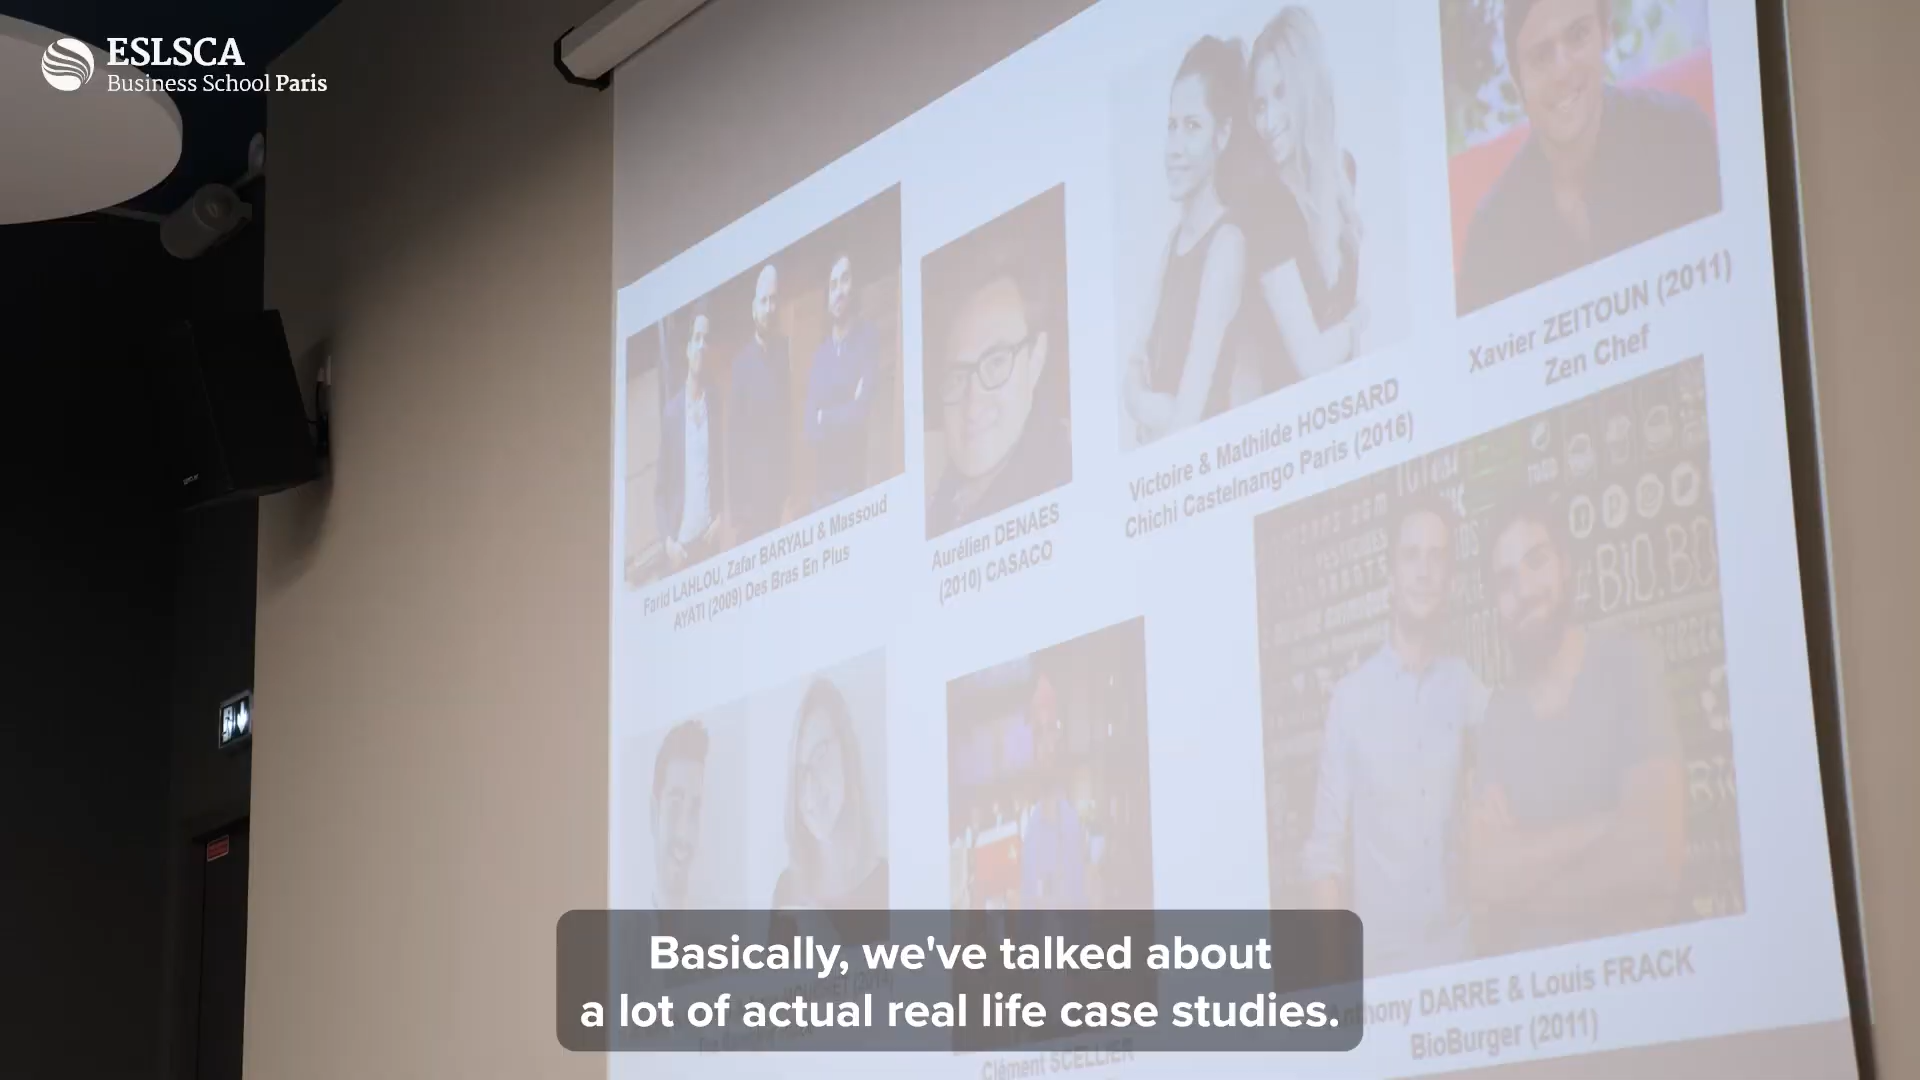 ESLSCA
Business School Paris
Xavier ZEITOUN (2011)
Zen Chef
Victoire & Mathilde HOSSARD
Chichi Castelnango Paris (2016)
Farid LAHLOU, Zafar BARYALI & Massoud
AYATI (2009) Des Bras En Plus
Aurélien DENAES
(2010) CASACO
#BIO.BO
Anthony DARRE & Louis FRACK
BioBurger (2011)
Clément SCELLIER
Basically, we've talked about
a lot of actual real life case studies.